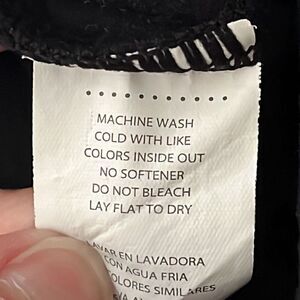 MACHINE WASH
COLD WITH LIKE
COLORS INSIDE OUT
NO SOFTENER
DO NOT BLEACH
LAY FLAT TO DRY
LAVAR EN LAVADORA
CON AGUA FRIA
COLORES SIMILARES